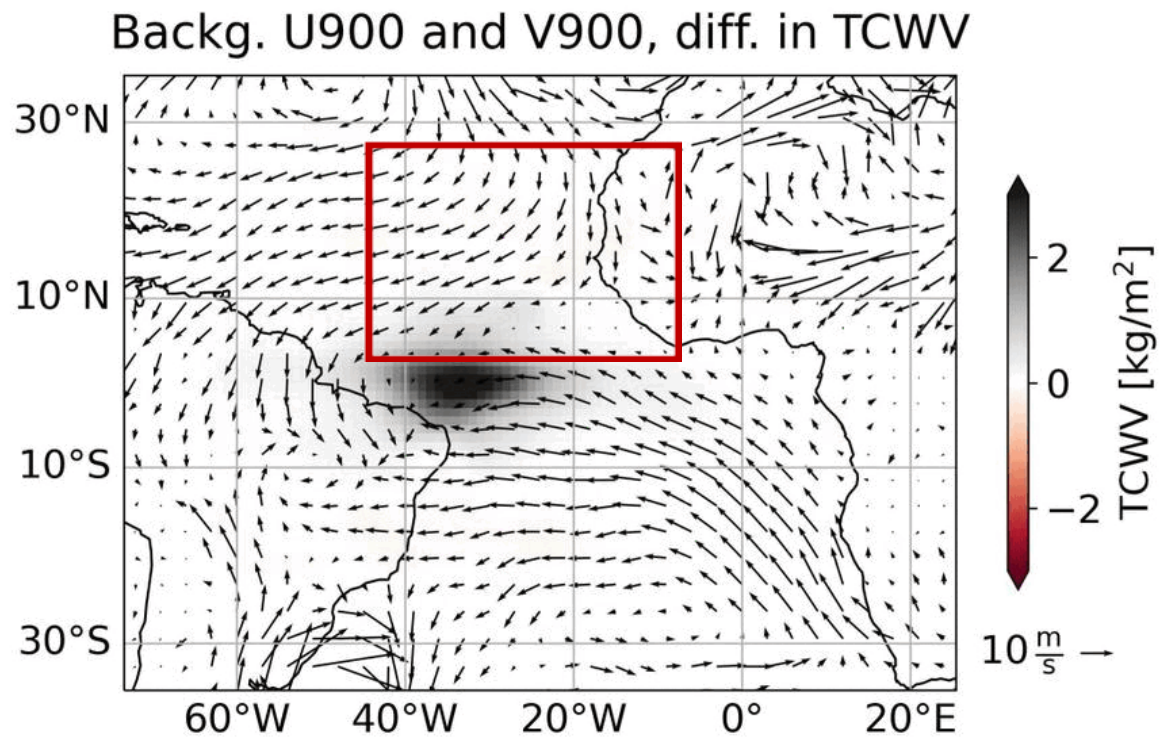 Backg. U900 and V900, diff. in TCWV
30°N
10°N
10°S
30°S
60°W 40°W 20°W 0° 20°E
2
0
−2
TCWV [kg/m²]
10 m/s